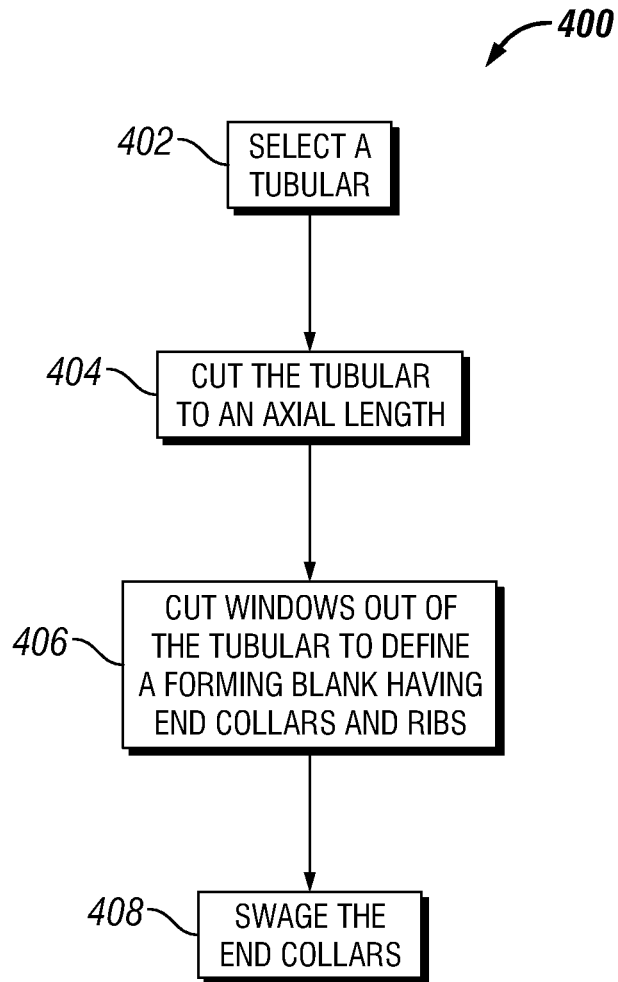 400
402
SELECT A
TUBULAR
404
CUT THE TUBULAR
TO AN AXIAL LENGTH
406
CUT WINDOWS OUT OF
THE TUBULAR TO DEFINE
A FORMING BLANK HAVING
END COLLARS AND RIBS
408
SWAGE THE
END COLLARS